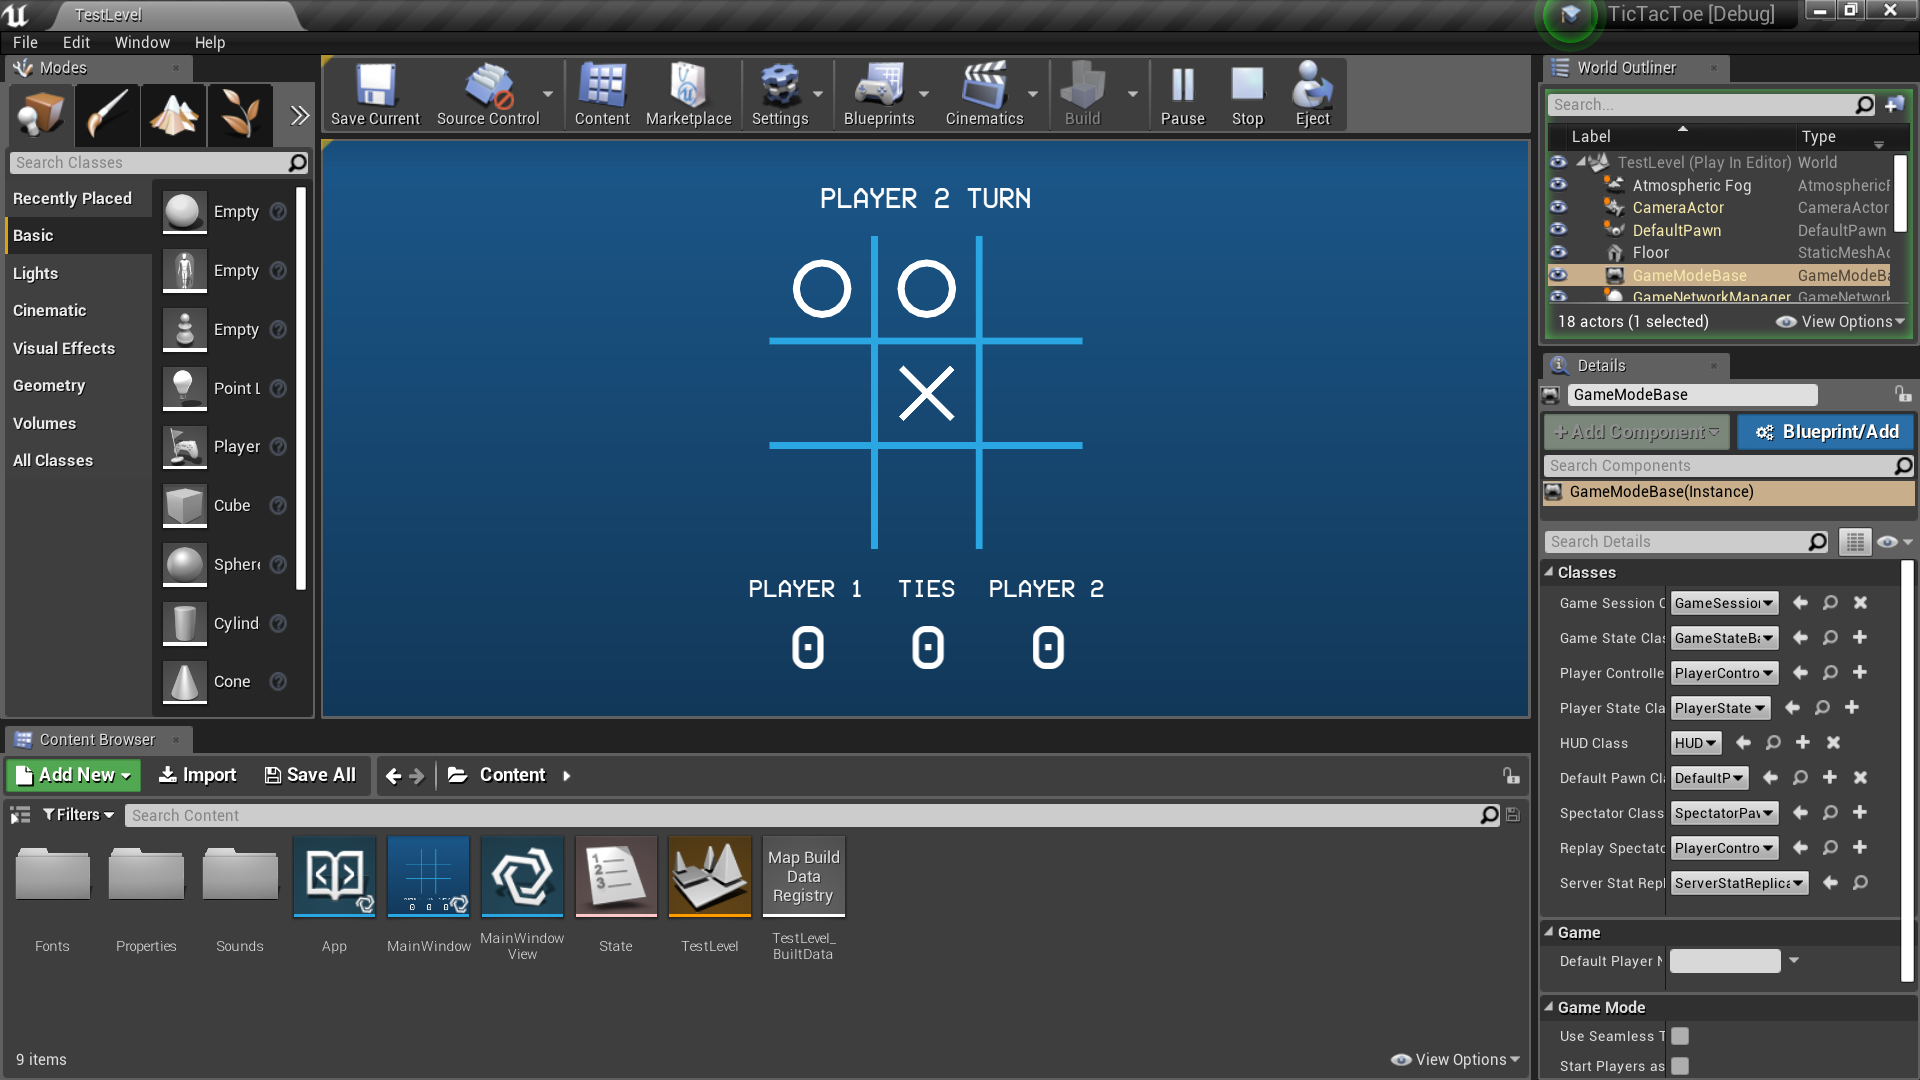 TestLevel
TicTacToe [Debug]
File Edit Window Help
Modes
Search Classes
Recently Placed
Basic
Lights
Cinematic
Visual Effects
Geometry
Volumes
All Classes
Empty
Empty
Empty
Point L
Player
Cube
Sphere
Cylind
Cone
Save Current
Source Control
Content
Marketplace
Settings
Blueprints
Cinematics
Build
Pause
Stop
Eject
PLAYER 2 TURN
PLAYER 1 TIES PLAYER 2
0 0 0
World Outliner
Search...
Label Type
TestLevel (Play In Editor) World
Atmospheric Fog AtmosphericF
CameraActor CameraActor
DefaultPawn DefaultPawn
Floor StaticMeshAc
GameModeBase GameModeBa
GameNetworkManager GameNetwork
18 actors (1 selected) View Options
Details
GameModeBase
+ Add Component Blueprint/Add
Search Components
GameModeBase(Instance)
Search Details
Classes
Game Session C GameSession
Game State Clas GameStateBa
Player Controlle PlayerContro
Player State Cla PlayerState
HUD Class HUD
Default Pawn Cl DefaultP
Spectator Class SpectatorPaw
Replay Spectato PlayerContro
Server Stat Repl ServerStatReplica
Game
Default Player N
Game Mode
Use Seamless T
Start Players as
Content Browser
Add New Import Save All Content
Filters Search Content
Fonts
Properties
Sounds
App
MainWindow
MainWindow
View
1
2
3
State
TestLevel
Map Build
Data
Registry
TestLevel_
BuiltData
9 items View Options